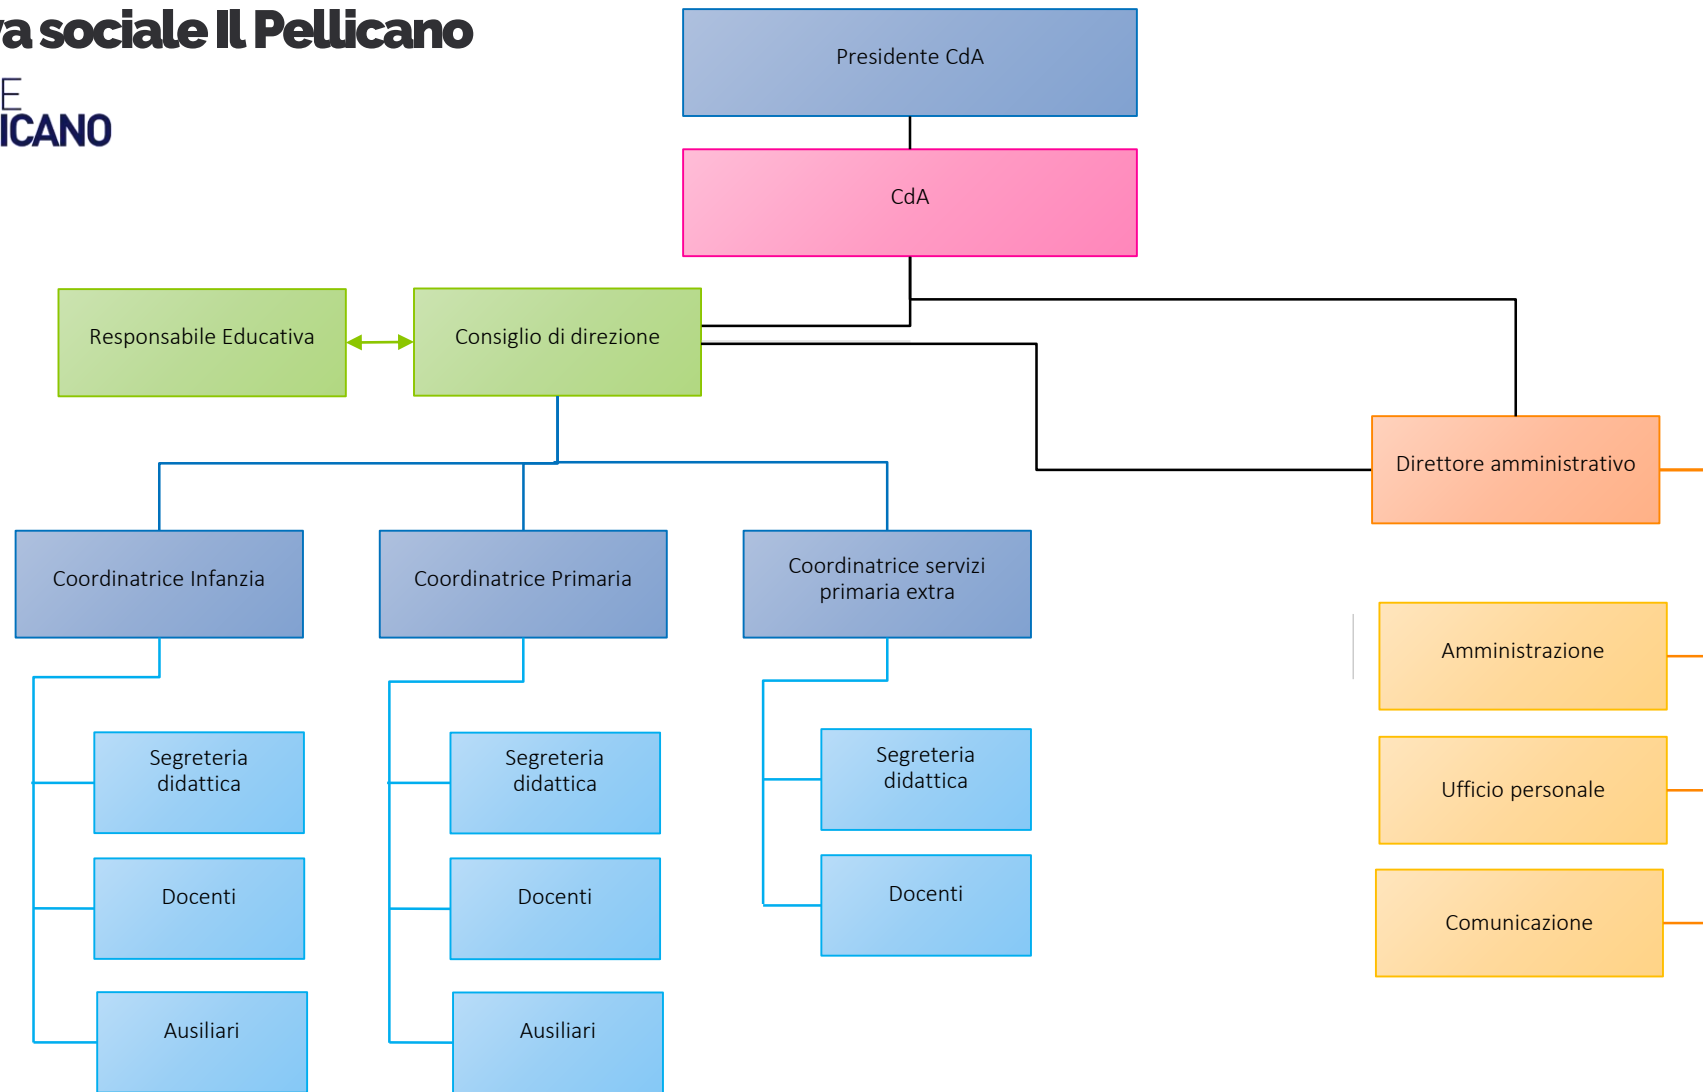 va sociale Il Pellicano
E
ICANO
Presidente CdA
CdA
Responsabile Educativa
Consiglio di direzione
Direttore amministrativo
Coordinatrice Infanzia
Coordinatrice Primaria
Coordinatrice servizi
primaria extra
Amministrazione
Segreteria
didattica
Segreteria
didattica
Segreteria
didattica
Ufficio personale
Docenti
Docenti
Docenti
Comunicazione
Ausiliari
Ausiliari